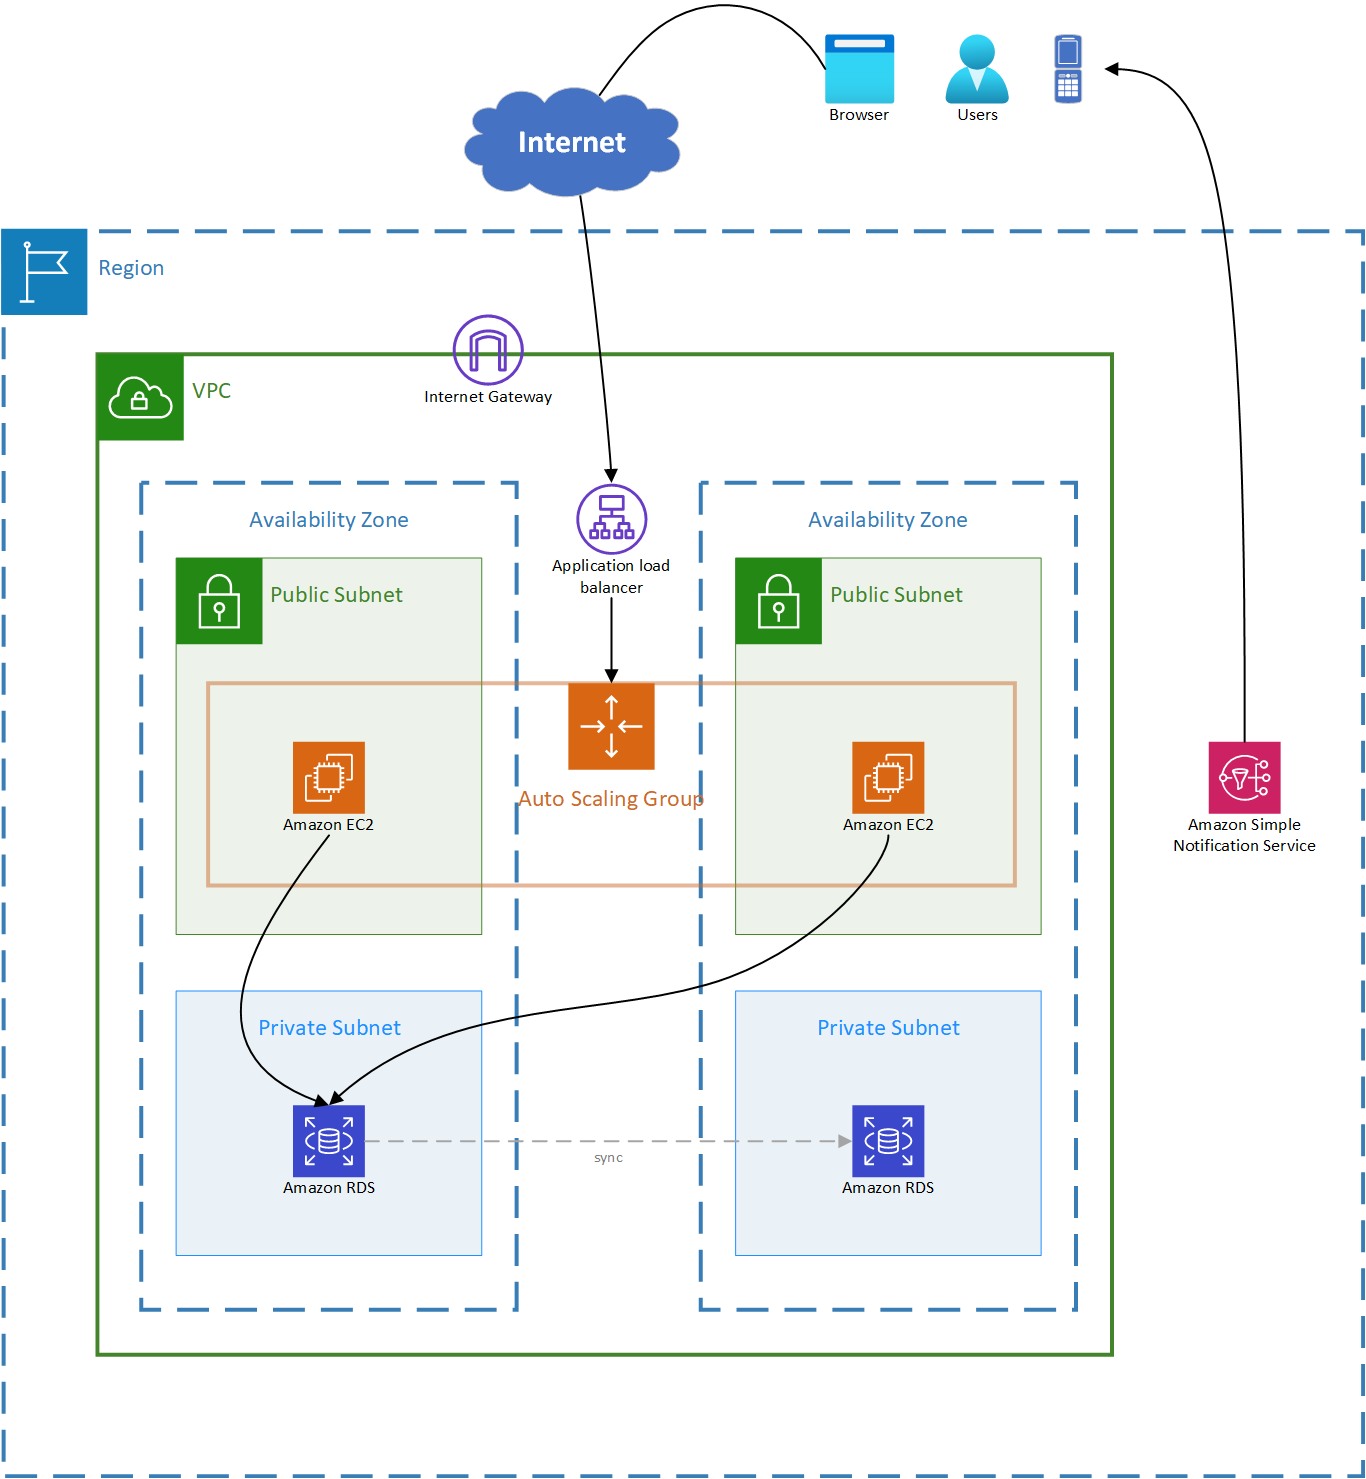 Browser
Users
Internet
Region
Internet Gateway
VPC
Availability Zone
Availability Zone
Application load
balancer
Public Subnet
Public Subnet
Auto Scaling Group
Amazon EC2
Amazon EC2
Amazon Simple
Notification Service
Private Subnet
Private Subnet
sync
Amazon RDS
Amazon RDS